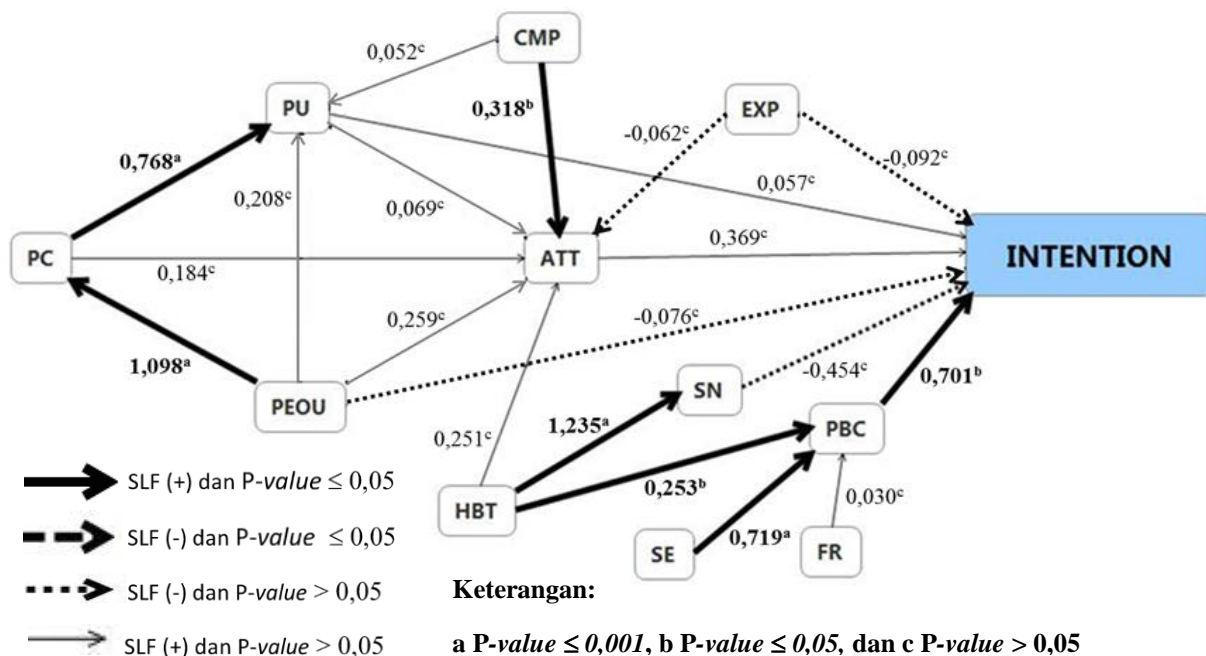 CMP
0,052ᶜ
PU
0,318ᵇ
EXP
-0,062ᶜ
-0,092ᶜ
0,768ᵃ
0,057ᶜ
0,208ᶜ
0,069ᶜ
PC
ATT
0,369ᶜ
INTENTION
0,184ᶜ
0,259ᶜ
-0,076ᶜ
1,098ᵃ
PEOU
SN
-0,454ᶜ
0,701ᵇ
1,235ᵃ
PBC
0,251ᶜ
0,253ᵇ
HBT
0,030ᶜ
0,719ᵃ
SE
FR
SLF (+) dan P-value ≤ 0,05
SLF (-) dan P-value ≤ 0,05
SLF (-) dan P-value > 0,05
SLF (+) dan P-value > 0,05
Keterangan:
a P-value ≤ 0,001, b P-value ≤ 0,05, dan c P-value > 0,05